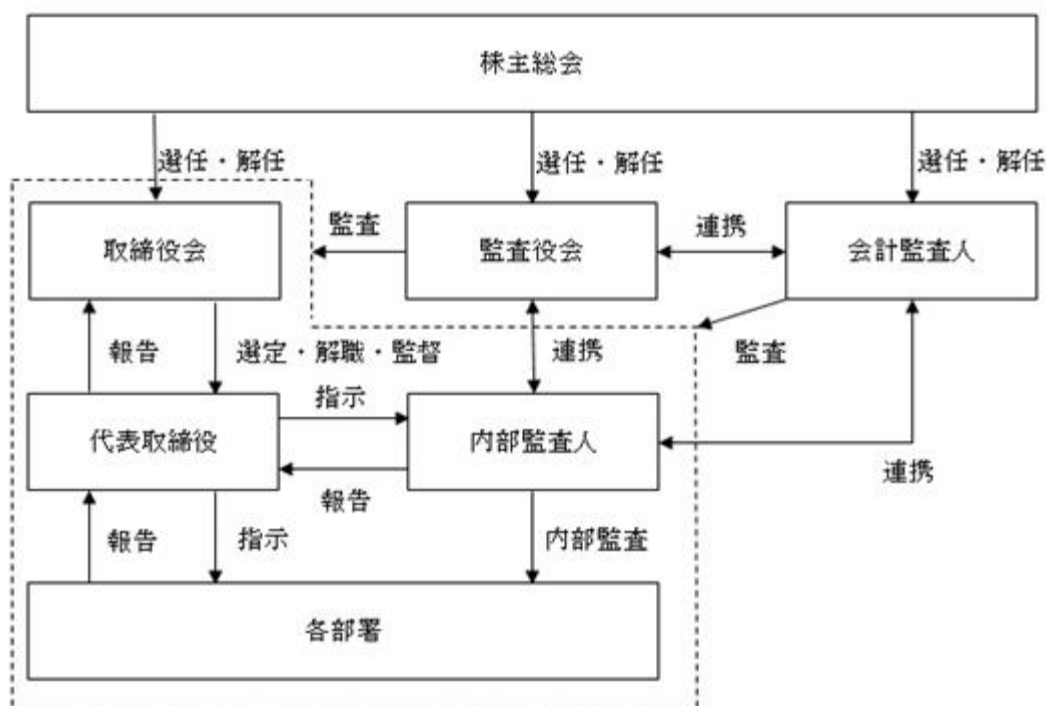 株主総会
選任・解任
選任・解任
選任・解任
取締役会
監査
監査役会
連携
会計監査人
報告
選定・解職・監督
連携
監査
代表取締役
指示
内部監査人
報告
連携
報告
指示
内部監査
各部署